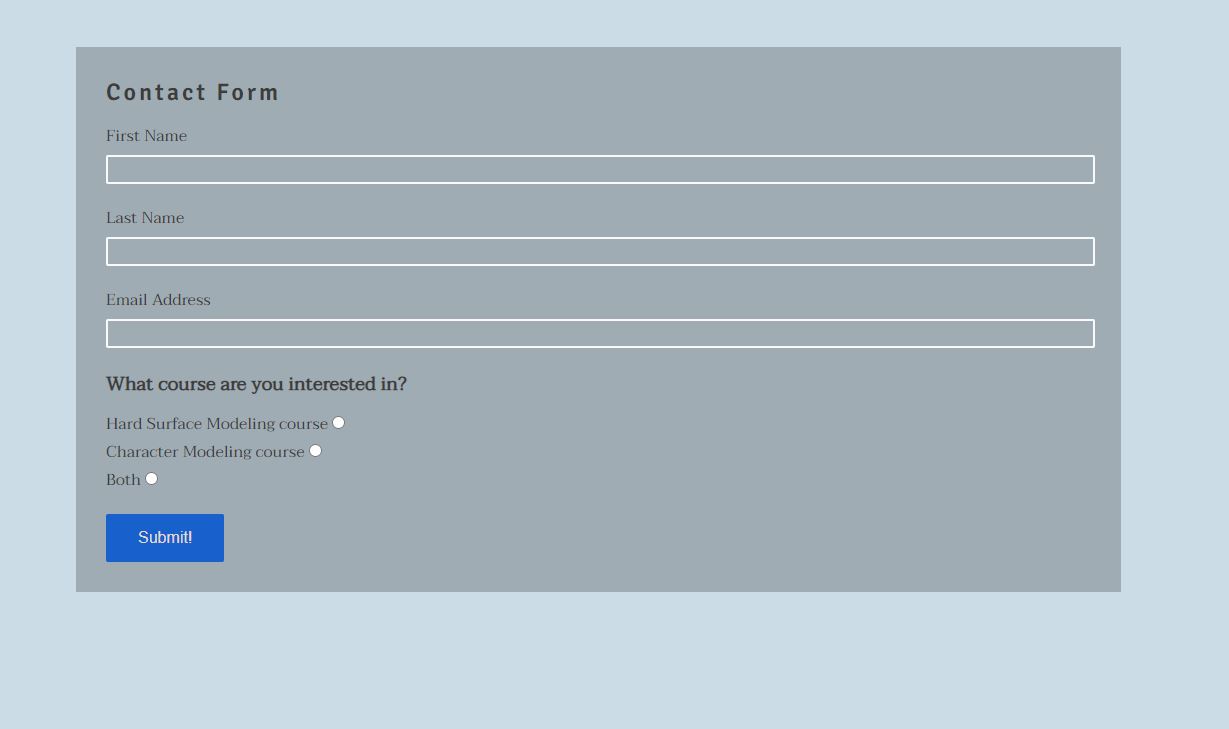 Contact Form
First Name
Last Name
Email Address
What course are you interested in?
Hard Surface Modeling course
Character Modeling course
Both
Submit!